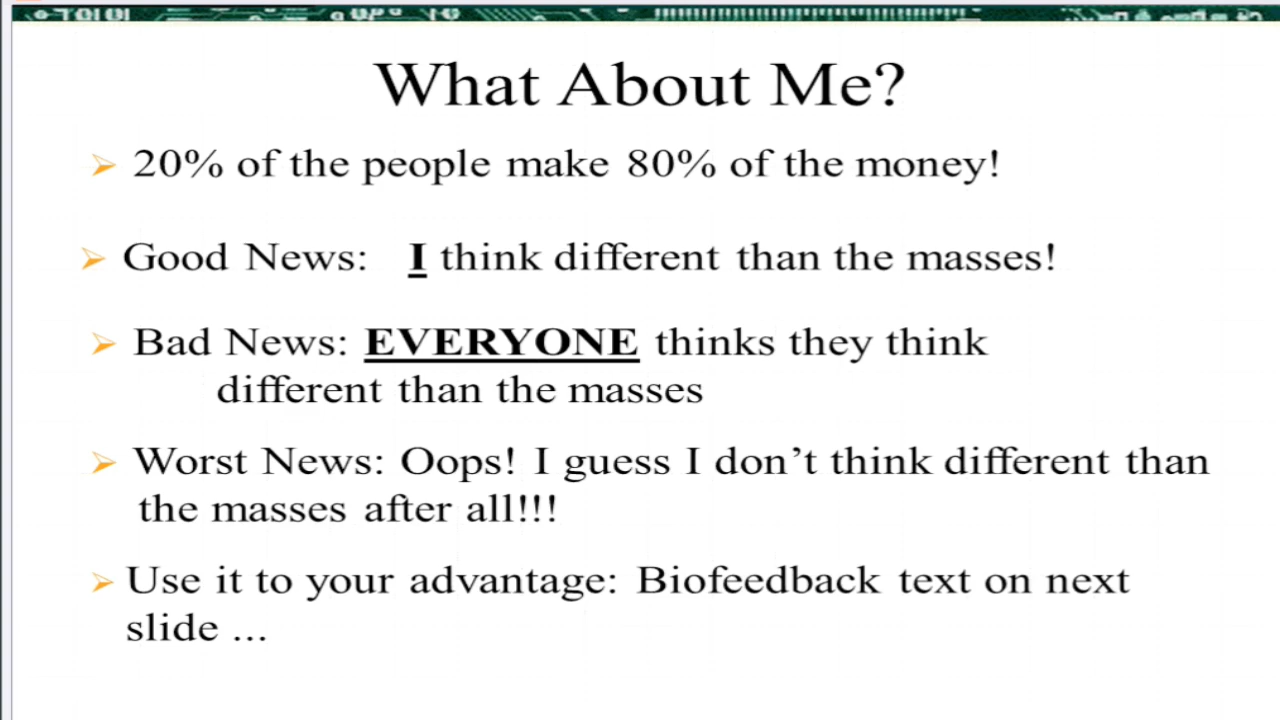 What About Me?
20% of the people make 80% of the money!
Good News: I think different than the masses!
Bad News: EVERYONE thinks they think
different than the masses
Worst News: Oops! I guess I don’t think different than
the masses after all!!!
Use it to your advantage: Biofeedback text on next
slide ...